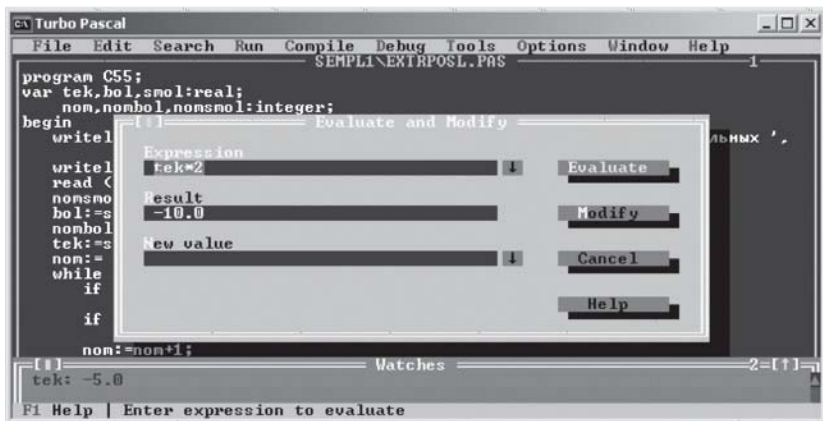 Turbo Pascal
File Edit Search Run Compile Debug Tools Options Window Help
SEMPL1\EXTRPOSL.PAS 1
program C55;
var tek,bol,smol:real;
nom,nombol,nomsmol:integer;
begin
Evaluate and Modify
writel льных ',
Expression
writel tek*2 Evaluate
read (
nomsmo Result
bol:=s -10.0 Modify
nombol
tek:=s New value
nom:= Cancel
while
if
Help
if
nom:=nom+1;
Watches 2=[↑]
tek: -5.0
F1 Help | Enter expression to evaluate